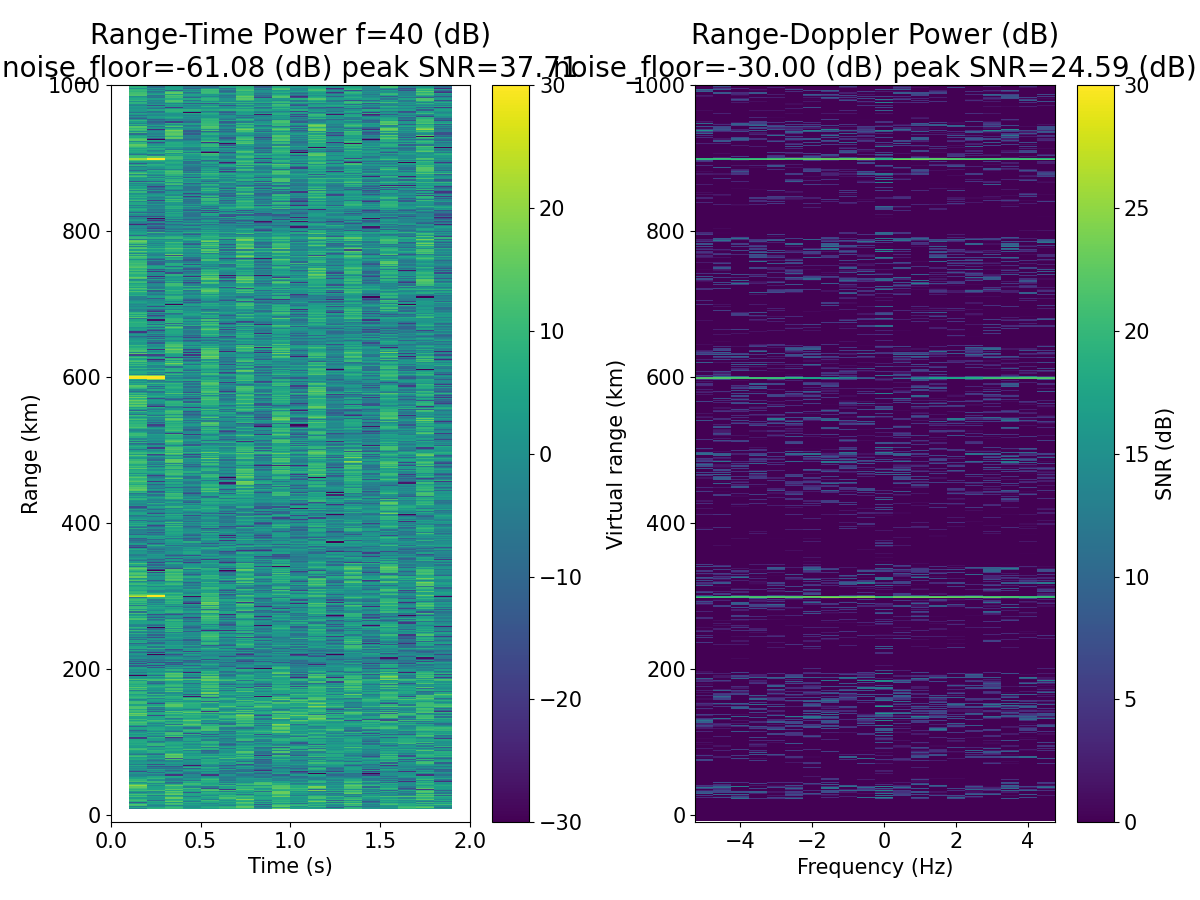 Range-Time Power f=40 (dB)
noise_floor=-61.08 (dB) peak SNR=37.71
Range-Doppler Power (dB)
noise_floor=-30.00 (dB) peak SNR=24.59 (dB)
1000
800
600
400
200
0
Range (km)
0.0 0.5 1.0 1.5 2.0
Time (s)
30
20
10
0
−10
−20
−30
1000
800
600
400
200
0
Virtual range (km)
−4 −2 0 2 4
Frequency (Hz)
30
25
20
15
10
5
0
SNR (dB)